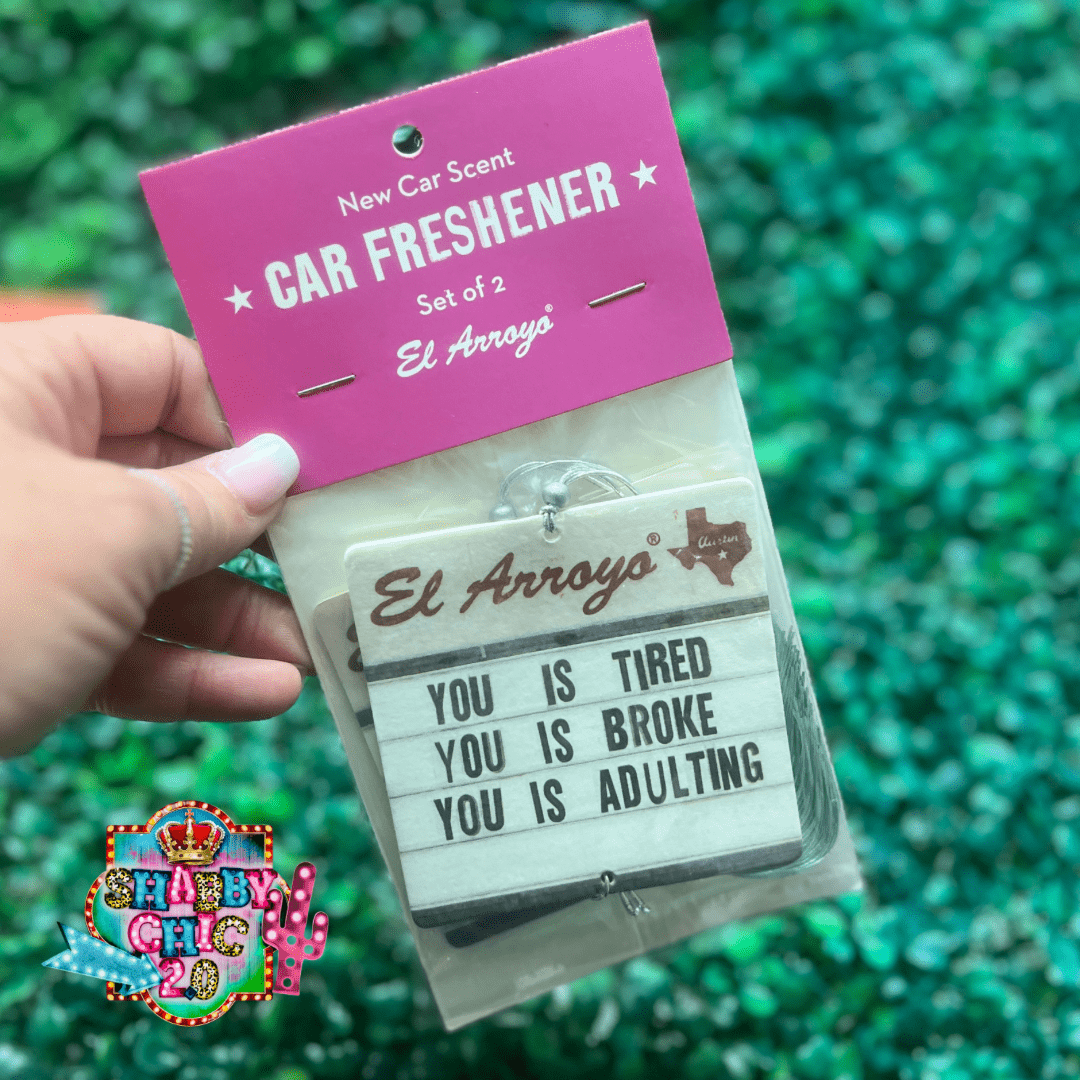 New Car Scent
CAR FRESHENER
Set of 2
El Arroyo®
El Arroyo®
Austin
YOU IS TIRED
YOU IS BROKE
YOU IS ADULTING
SHABBY
CHIC
2.0